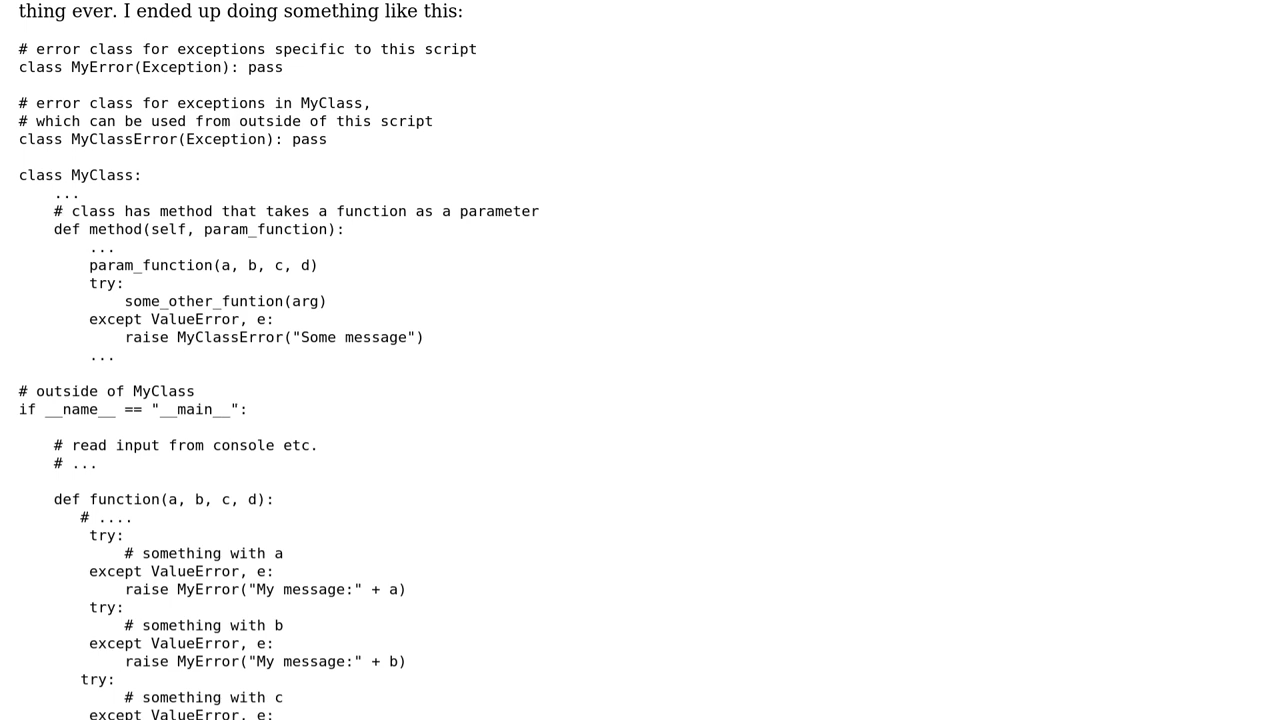 thing ever. I ended up doing something like this:
# error class for exceptions specific to this script
class MyError(Exception): pass
# error class for exceptions in MyClass,
# which can be used from outside of this script
class MyClassError(Exception): pass
class MyClass:
    ...
    # class has method that takes a function as a parameter
    def method(self, param_function):
        ...
        param_function(a, b, c, d)
        try:
            some_other_funtion(arg)
        except ValueError, e:
            raise MyClassError("Some message")
        ...
# outside of MyClass
if __name__ == "__main__":
    # read input from console etc.
    # ...
    def function(a, b, c, d):
       # ....
        try:
            # something with a
        except ValueError, e:
            raise MyError("My message:" + a)
        try:
            # something with b
        except ValueError, e:
            raise MyError("My message:" + b)
       try:
            # something with c
        except ValueError, e: